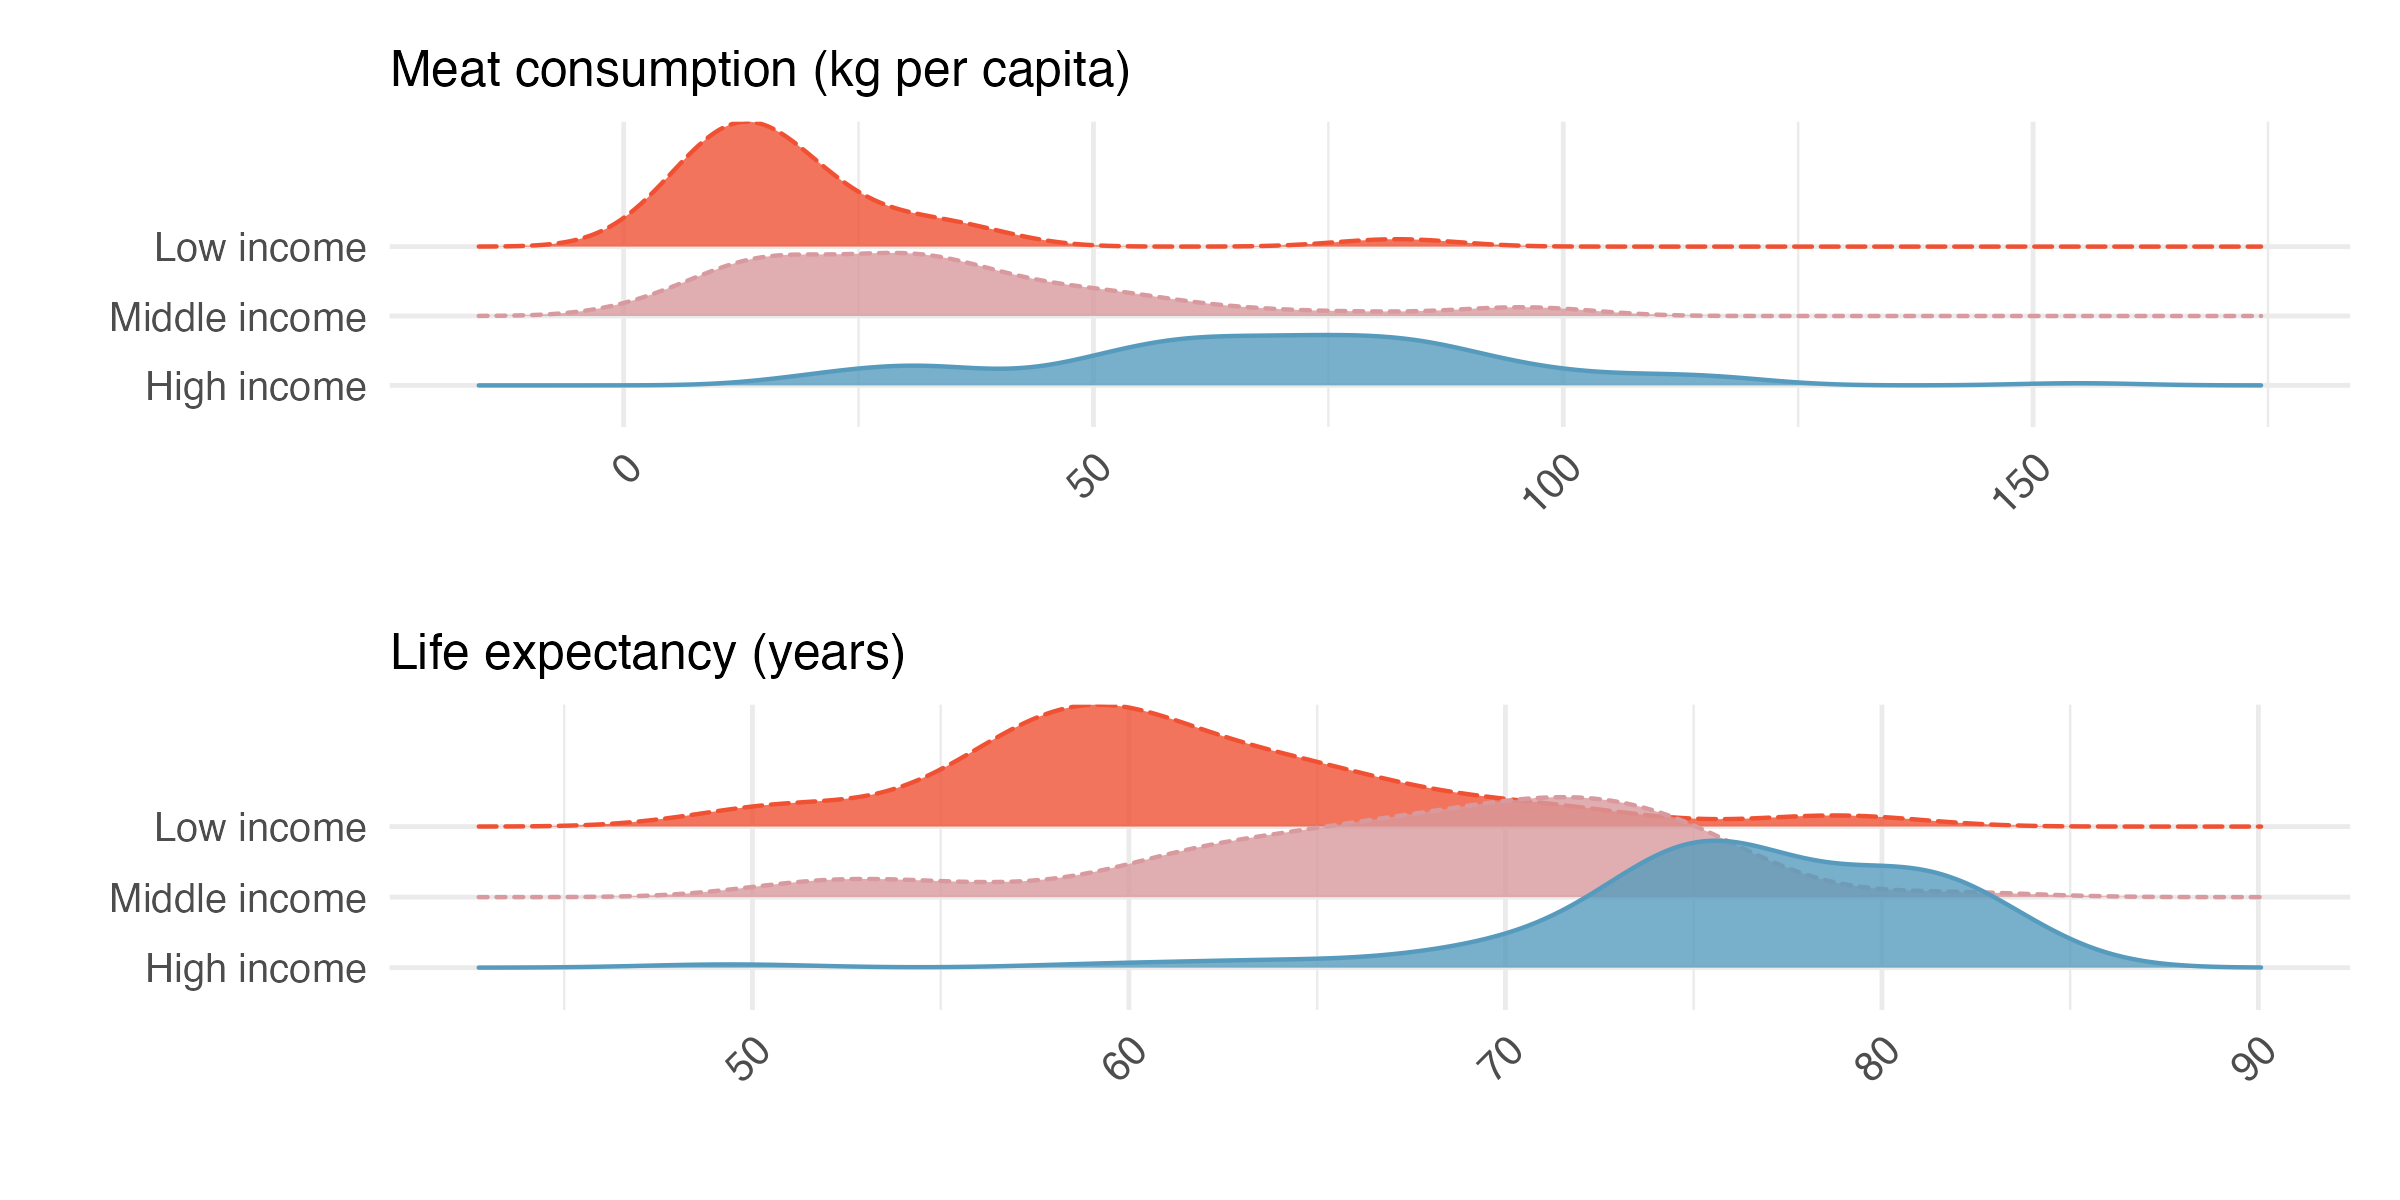 Meat consumption (kg per capita)
Low income
Middle income
High income
0 50 100 150
Life expectancy (years)
Low income
Middle income
High income
50 60 70 80 90